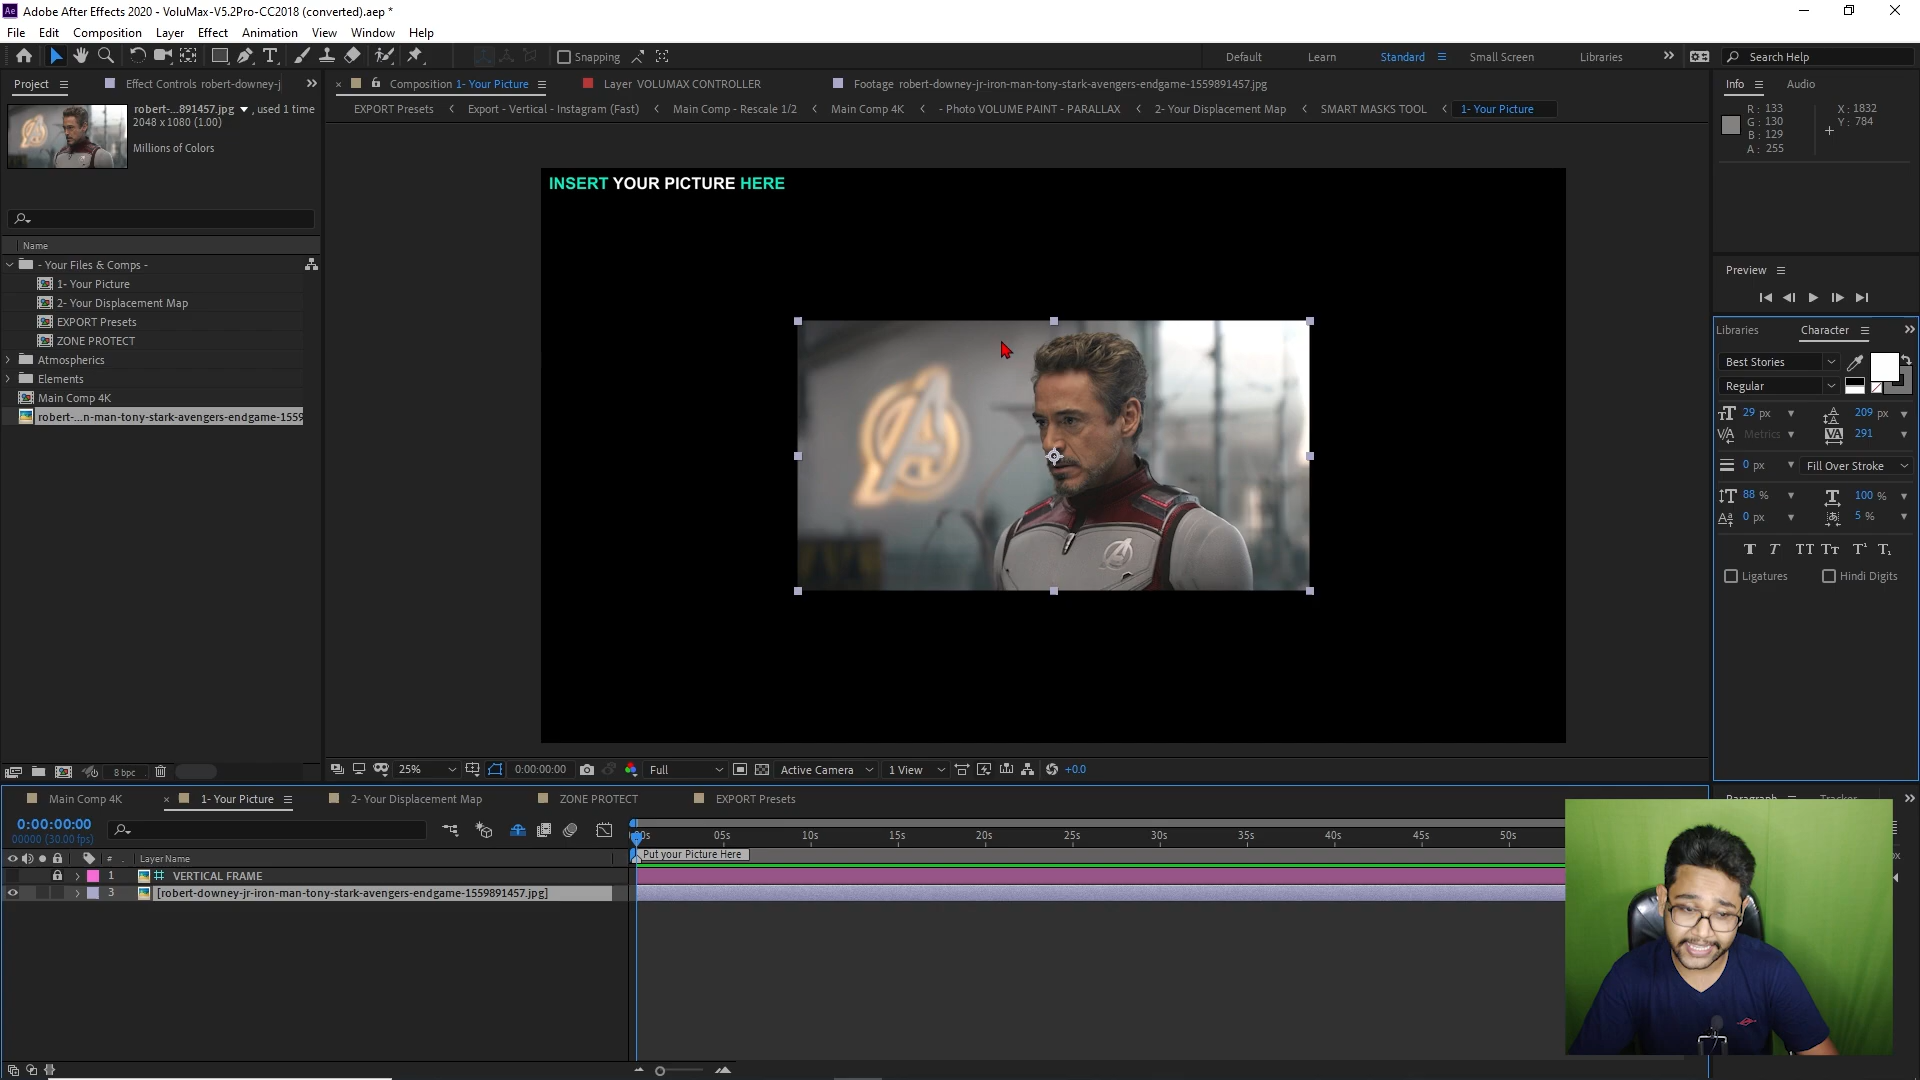 Ae Adobe After Effects 2020 - VoluMax-V5.2Pro-CC2018 (converted).aep *
File Edit Composition Layer Effect Animation View Window Help
Snapping
Default Learn Standard Small Screen Libraries Search Help
Project Effect Controls robert-downey-j
Composition 1- Your Picture Layer VOLUMAX CONTROLLER Footage robert-downey-jr-iron-man-tony-stark-avengers-endgame-1559891457.jpg
Info Audio
robert-...891457.jpg ▼ , used 1 time
2048 x 1080 (1.00)
Millions of Colors
EXPORT Presets Export - Vertical - Instagram (Fast) Main Comp - Rescale 1/2 Main Comp 4K - Photo VOLUME PAINT - PARALLAX 2- Your Displacement Map SMART MASKS TOOL 1- Your Picture
R : 133 X : 1832
G : 130 Y : 784
B : 129
A : 255
INSERT YOUR PICTURE HERE
Name
- Your Files & Comps -
1- Your Picture
2- Your Displacement Map
EXPORT Presets
ZONE PROTECT
Atmospherics
Elements
Main Comp 4K
robert-...n-man-tony-stark-avengers-endgame-1559
Preview
Libraries Character
Best Stories
Regular
29 px 209 px
Metrics 291
0 px Fill Over Stroke
88 % 100 %
0 px 5 %
T T TT Tt T¹ T₁
Ligatures Hindi Digits
8 bpc
25% 0:00:00:00 Full Active Camera 1 View +0.0
Main Comp 4K 1- Your Picture 2- Your Displacement Map ZONE PROTECT EXPORT Presets
Paragraph Tracker
0:00:00:00
00000 (30.00 fps)
05s 10s 15s 20s 25s 30s 35s 40s 45s 50s
Put your Picture Here
# Layer Name
1 VERTICAL FRAME
3 [robert-downey-jr-iron-man-tony-stark-avengers-endgame-1559891457.jpg]